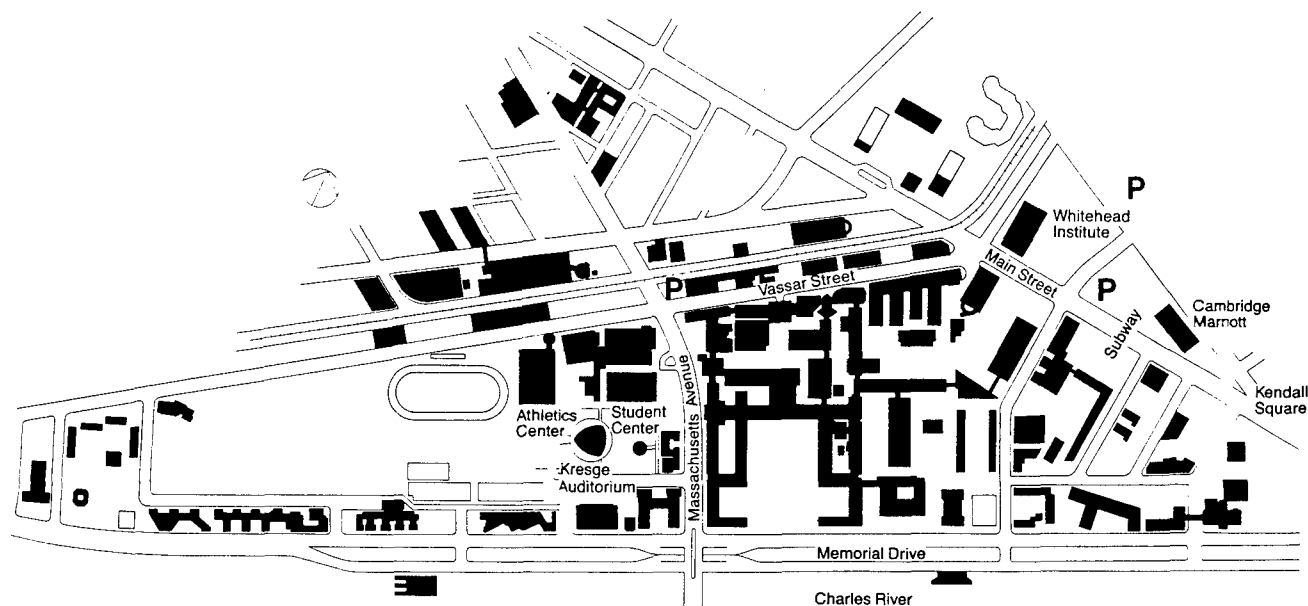 P
Whitehead
Institute
Main Street
P
Vassar Street
P
Subway
Cambridge
Marnott
Kendall
Square
Massachusetts Avenue
Athletics
Center
Student
Center
Kresge
Auditorium
Memorial Drive
Charles River